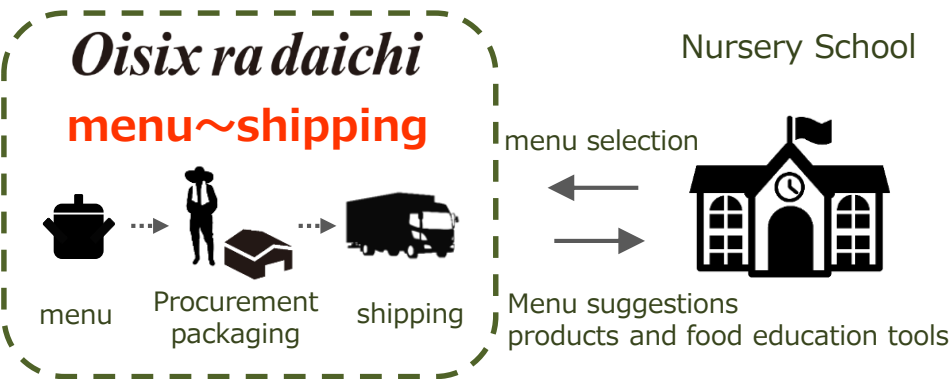 Oisix ra daichi
menu～shipping
menu
Procurement
packaging
shipping
Nursery School
menu selection
Menu suggestions
products and food education tools